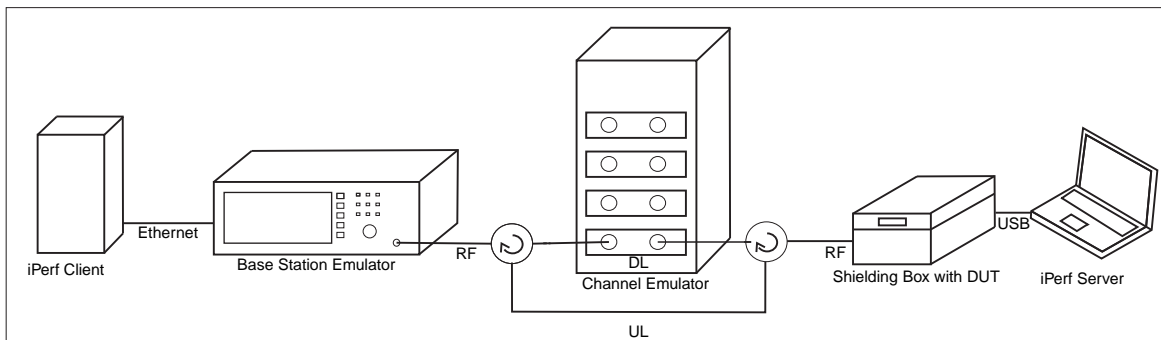 iPerf Client
Ethernet
Base Station Emulator
RF
DL
Channel Emulator
UL
RF
Shielding Box with DUT
USB
iPerf Server